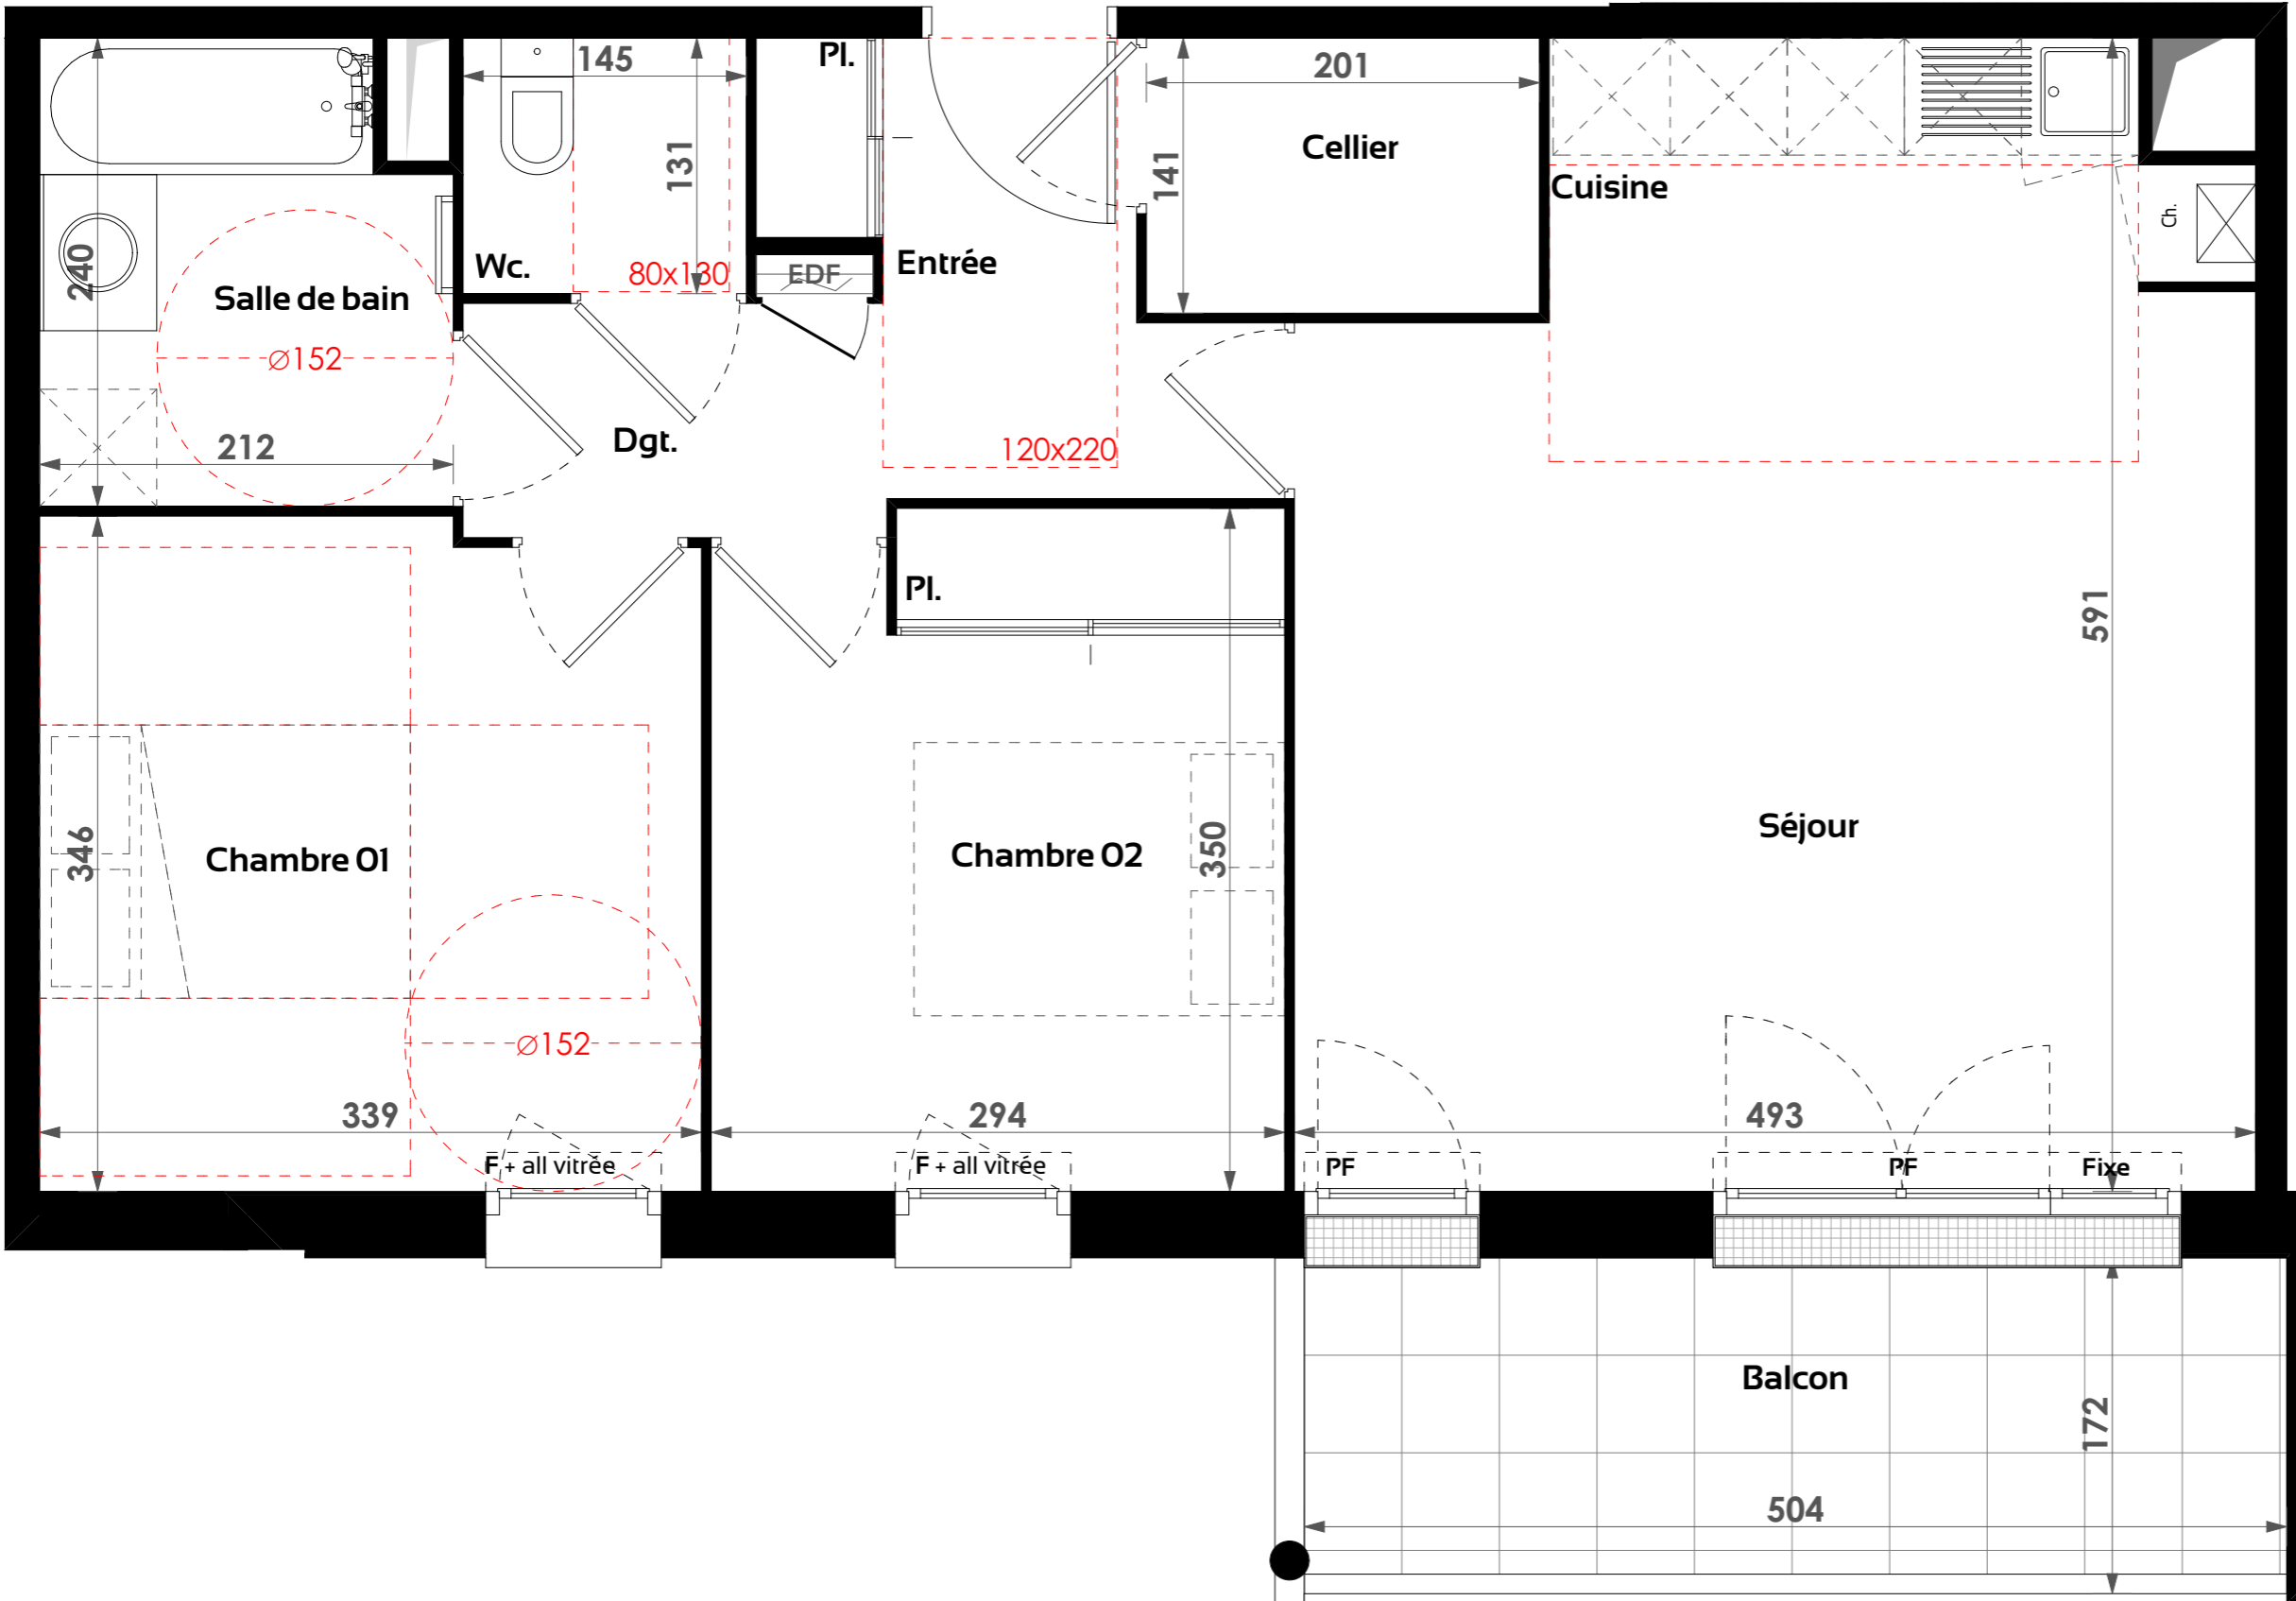 Pl.
145
201
131
141
Cellier
Cuisine
Ch.
240
Wc.
80x130
EDF
Entrée
Salle de bain
Ø152
212
Dgt.
120x220
Pl.
591
346
Chambre 01
Chambre 02
350
Séjour
Ø152
339
294
493
F + all vitrée
F + all vitrée
PF
PF
Fixe
Balcon
172
504